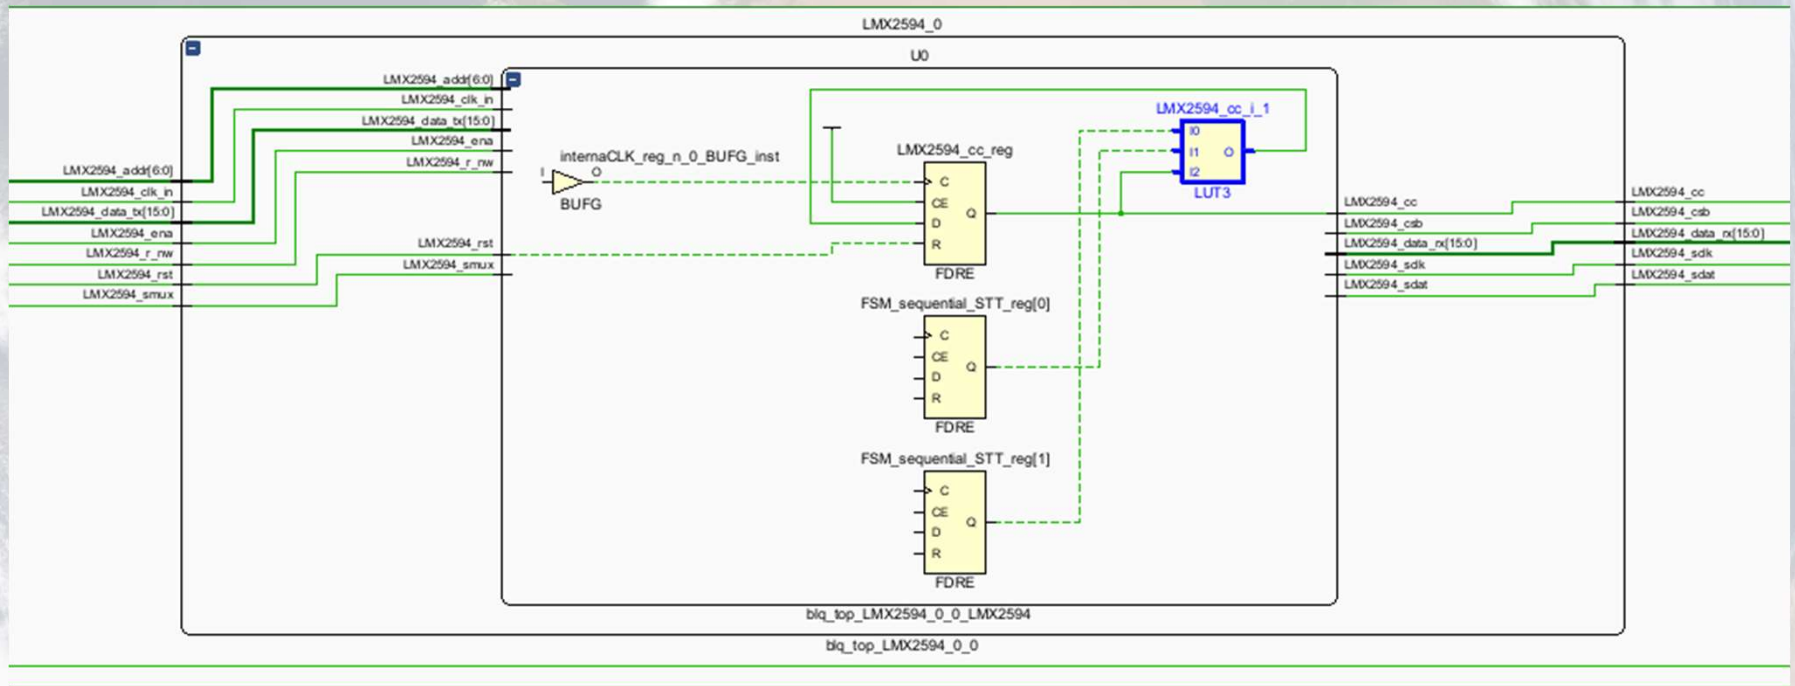 LMX2594_0
U0
LMX2594_addr[6:0]
LMX2594_clk_in
LMX2594_data_tx[15:0]
LMX2594_ena
LMX2594_r_nw
LMX2594_rst
LMX2594_smux
LMX2594_addr[6:0]
LMX2594_clk_in
LMX2594_data_tx[15:0]
LMX2594_ena
LMX2594_r_nw
LMX2594_rst
LMX2594_smux
internaCLK_reg_n_0_BUFG_inst
I
O
BUFG
LMX2594_cc_reg
C
CE
D
R
Q
FDRE
FSM_sequential_STT_reg[0]
C
CE
D
R
Q
FDRE
FSM_sequential_STT_reg[1]
C
CE
D
R
Q
FDRE
LMX2594_cc_i_1
I0
I1
I2
O
LUT3
LMX2594_cc
LMX2594_csb
LMX2594_data_rx[15:0]
LMX2594_sdk
LMX2594_sdat
LMX2594_cc
LMX2594_csb
LMX2594_data_rx[15:0]
LMX2594_sdk
LMX2594_sdat
blq_top_LMX2594_0_0_LMX2594
blq_top_LMX2594_0_0